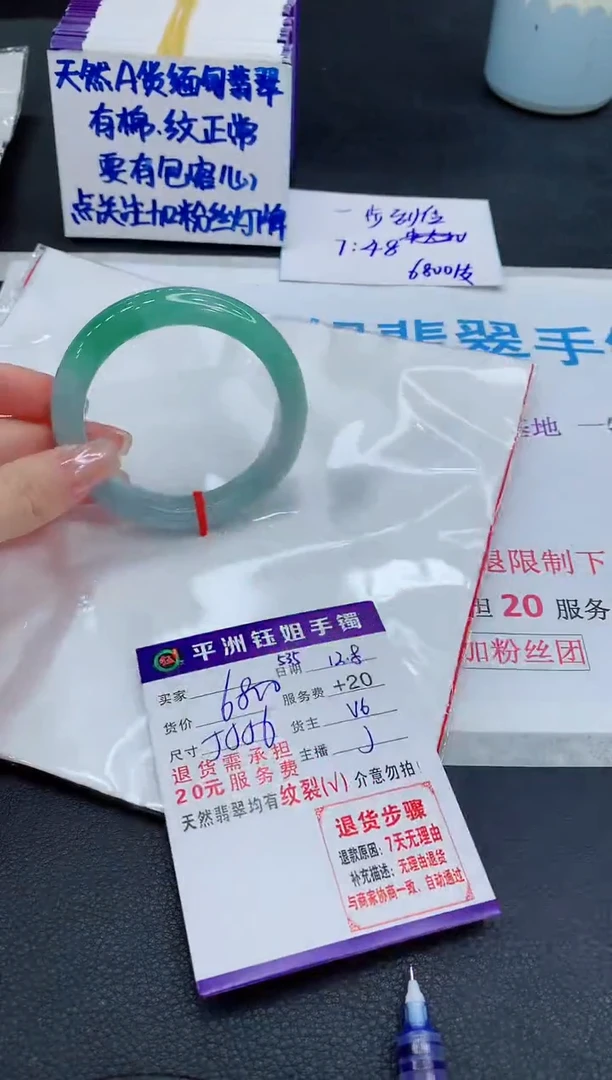 天然A货缅甸翡翠
有棉、纹正常
要有包容心
点关注加粉丝灯牌
一步到位
7:48
6800/支
翡翠手
基地 一
退限制下
担 20 服务
加粉丝团
平洲钰姐手镯
535
日期 12.8
买家
6800
服务费 +20
货价
货主 V6
尺寸
主播 J
退货需承担
20元服务费
天然翡翠均有纹裂(√) 介意勿拍!
退货步骤
退款原因：7天无理由
补充描述：无理由退货
与商家协商一致、自动通过